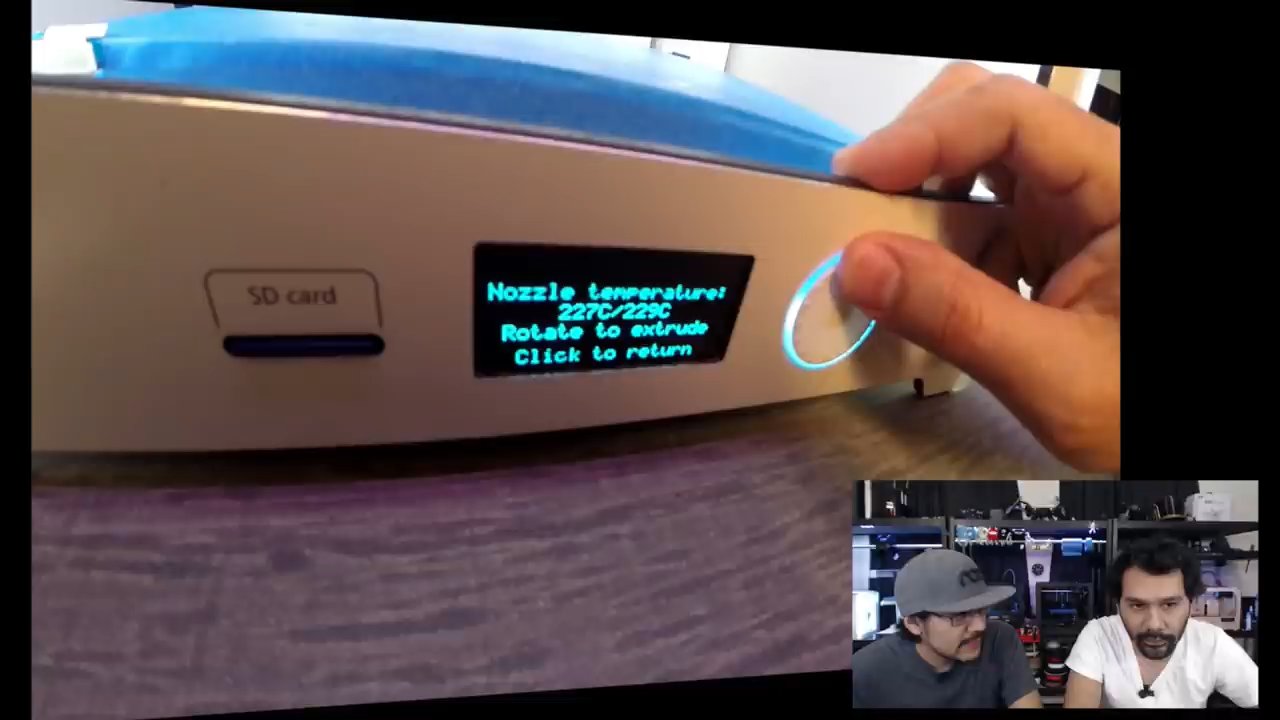 SD card
Nozzle temperature:
227C/229C
Rotate to extrude
Click to return